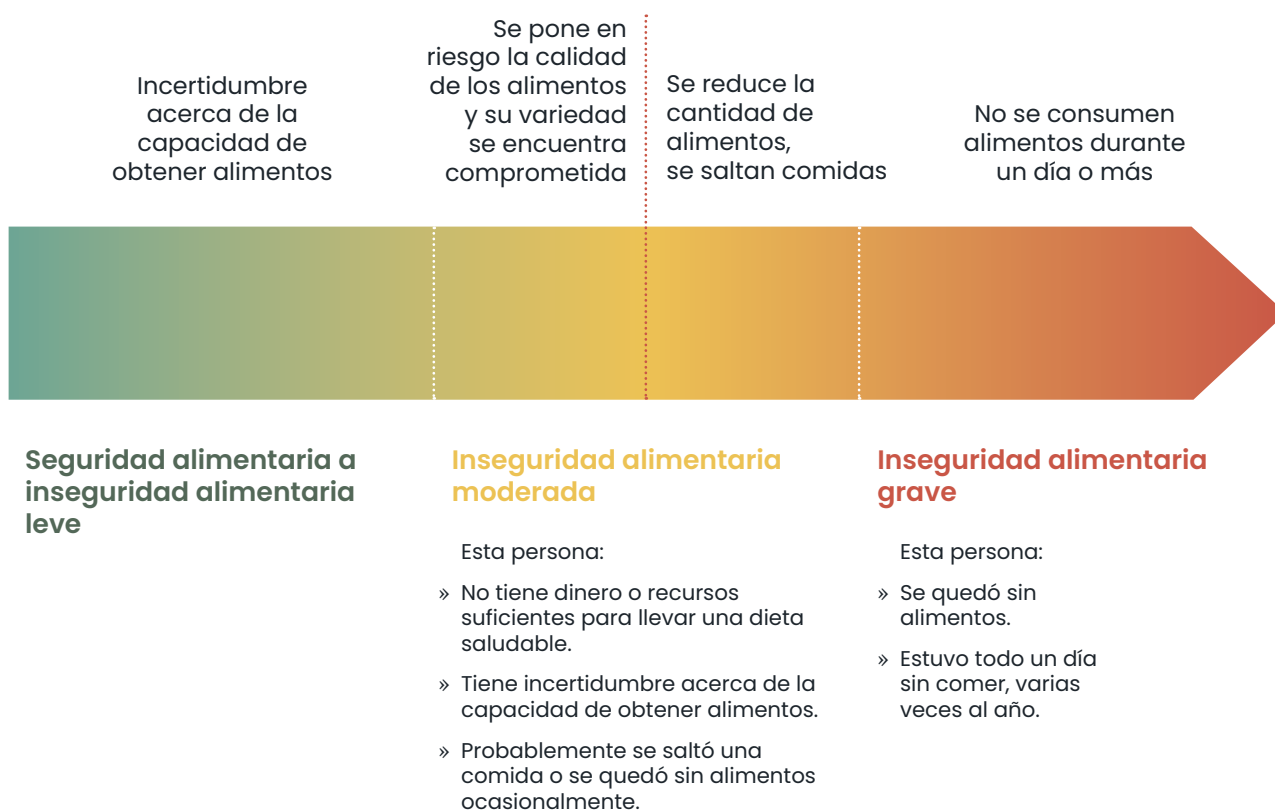 Incertidumbre
acerca de la
capacidad de
obtener alimentos
Se pone en
riesgo la calidad
de los alimentos
y su variedad
se encuentra
comprometida
Se reduce la
cantidad de
alimentos,
se saltan comidas
No se consumen
alimentos durante
un día o más
Seguridad alimentaria a
inseguridad alimentaria
leve
Inseguridad alimentaria
moderada
Esta persona:
» No tiene dinero o recursos
suficientes para llevar una dieta
saludable.
» Tiene incertidumbre acerca de la
capacidad de obtener alimentos.
» Probablemente se saltó una
comida o se quedó sin alimentos
ocasionalmente.
Inseguridad alimentaria
grave
Esta persona:
» Se quedó sin
alimentos.
» Estuvo todo un día
sin comer, varias
veces al año.